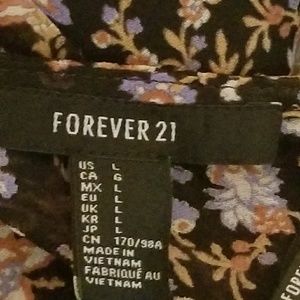 FOREVER 21
US L
CA G
MX L
EU L
UK L
KR L
JP L
CN 170/98A
MADE IN
VIETNAM
FABRIQUÉ AU
VIETNAM